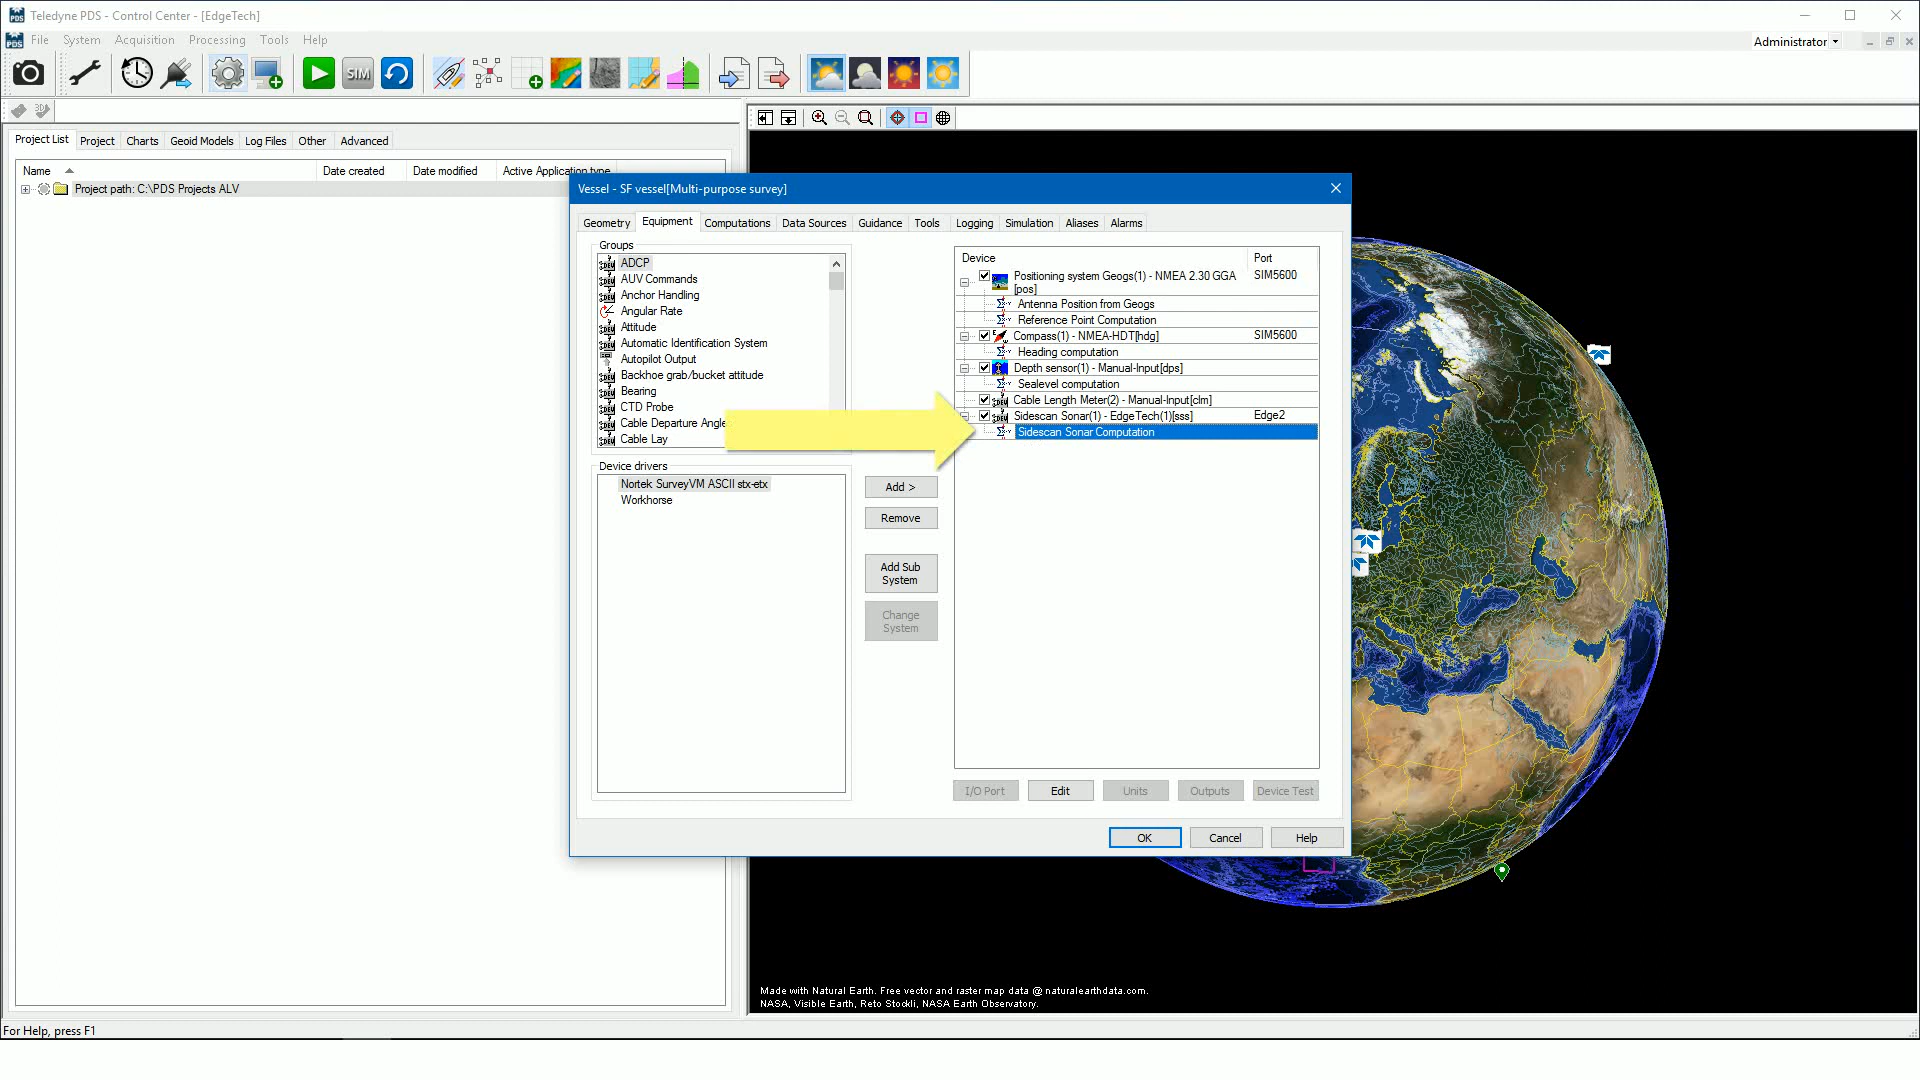 Teledyne PDS - Control Center - [EdgeTech]
PDS File System Acquisition Processing Tools Help
Administrator
SIM
3D
Project List Project Charts Geoid Models Log Files Other Advanced
Name Date created Date modified Active Application type
Project path: C:\PDS Projects ALV
Vessel - SF vessel[Multi-purpose survey]
Geometry Equipment Computations Data Sources Guidance Tools Logging Simulation Aliases Alarms
Groups
ADCP
AUV Commands
Anchor Handling
Angular Rate
Attitude
Automatic Identification System
Autopilot Output
Backhoe grab/bucket attitude
Bearing
CTD Probe
Cable Departure Angle
Cable Lay
Device drivers
Nortek SurveyVM ASCII stx-etx
Workhorse
Add >
Remove
Add Sub
System
Change
System
Device Port
Positioning system Geogs(1) - NMEA 2.30 GGA SIM5600
[pos]
Antenna Position from Geogs
Reference Point Computation
Compass(1) - NMEA-HDT[hdg] SIM5600
Heading computation
Depth sensor(1) - Manual-Input[dps]
Sealevel computation
Cable Length Meter(2) - Manual-Input[clm]
Sidescan Sonar(1) - EdgeTech(1)[sss] Edge2
Sidescan Sonar Computation
I/O Port Edit Units Outputs Device Test
OK Cancel Help
Made with Natural Earth. Free vector and raster map data @ naturalearthdata.com.
NASA, Visible Earth, Reto Stockli, NASA Earth Observatory.
For Help, press F1